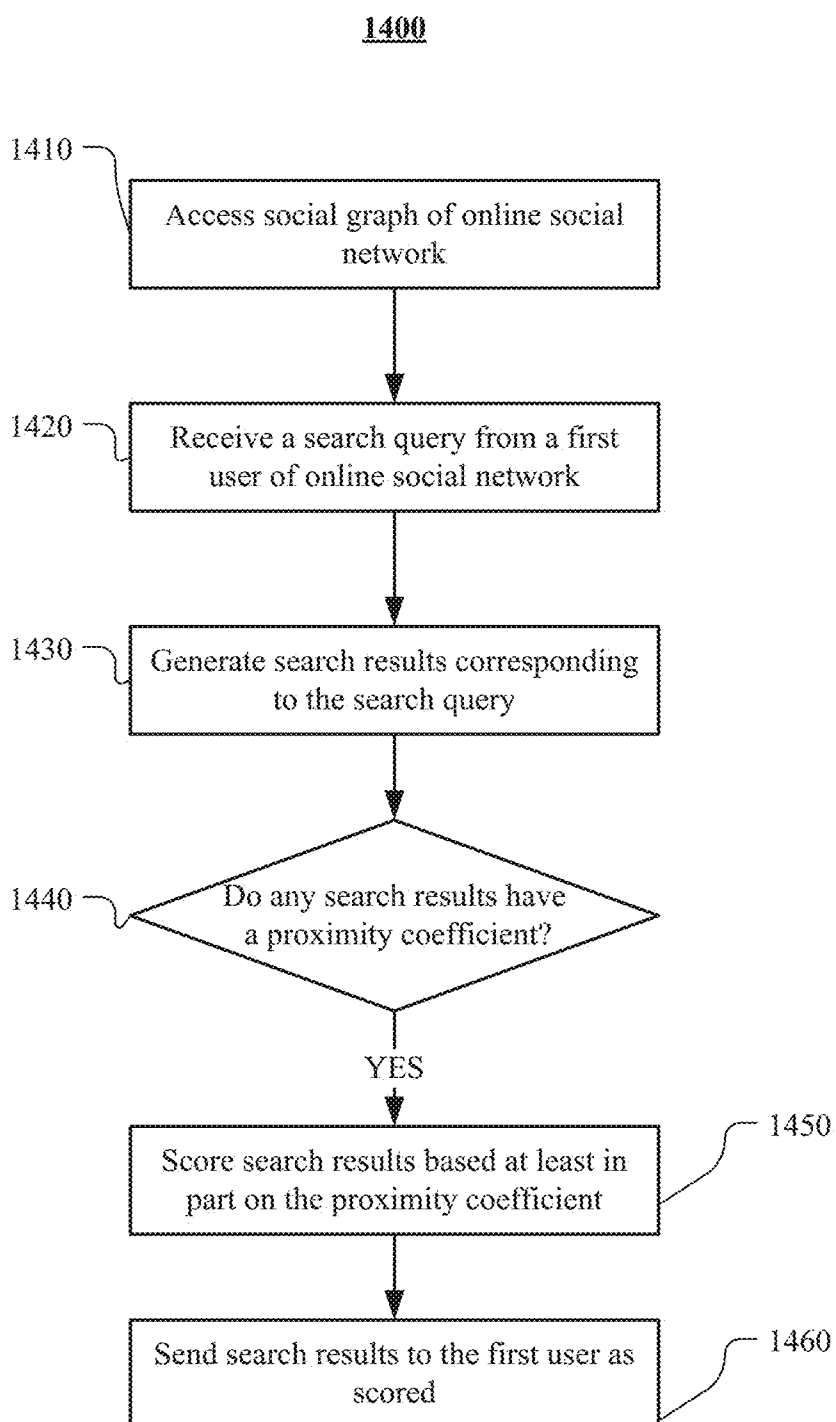 1400
1410
Access social graph of online social
network
1420
Receive a search query from a first
user of online social network
1430
Generate search results corresponding
to the search query
1440
Do any search results have
a proximity coefficient?
YES
1450
Score search results based at least in
part on the proximity coefficient
1460
Send search results to the first user as
scored